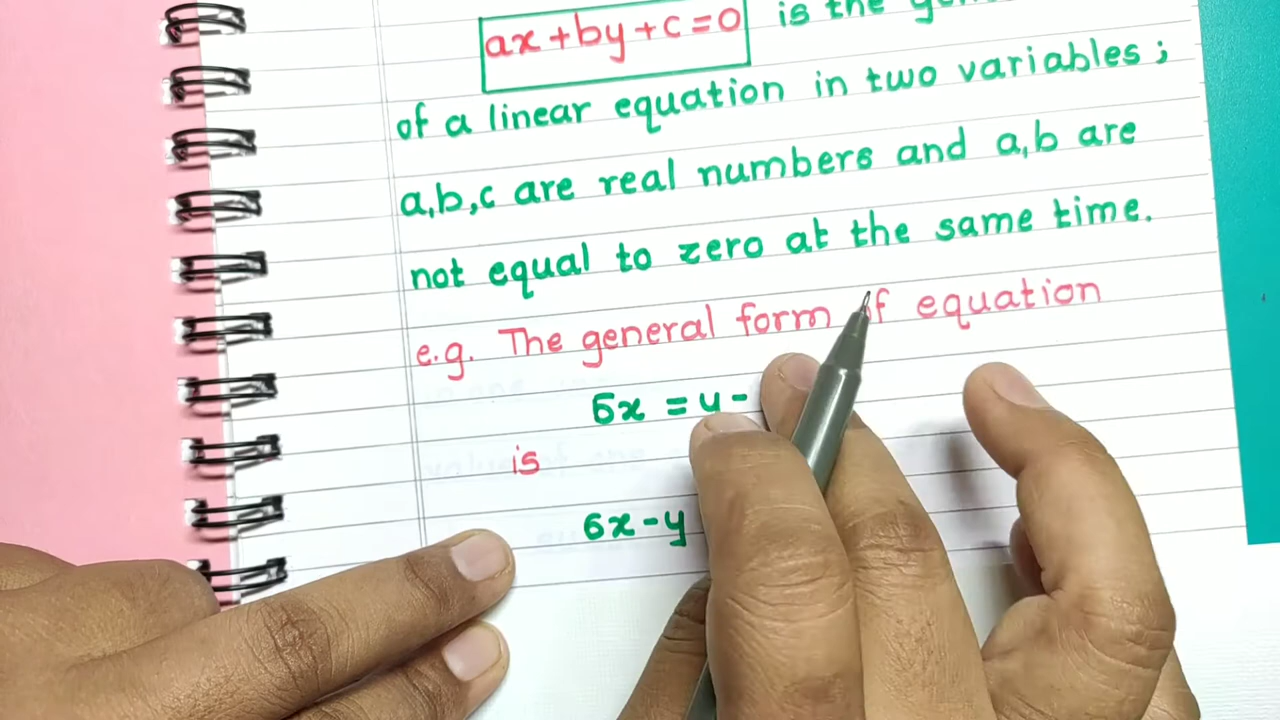 ax+by+c=0 is the
of a linear equation in two variables;
a,b,c are real numbers and a,b are
not equal to zero at the same time.
e.g. The general form of equation
6x = y-
is
6x-y